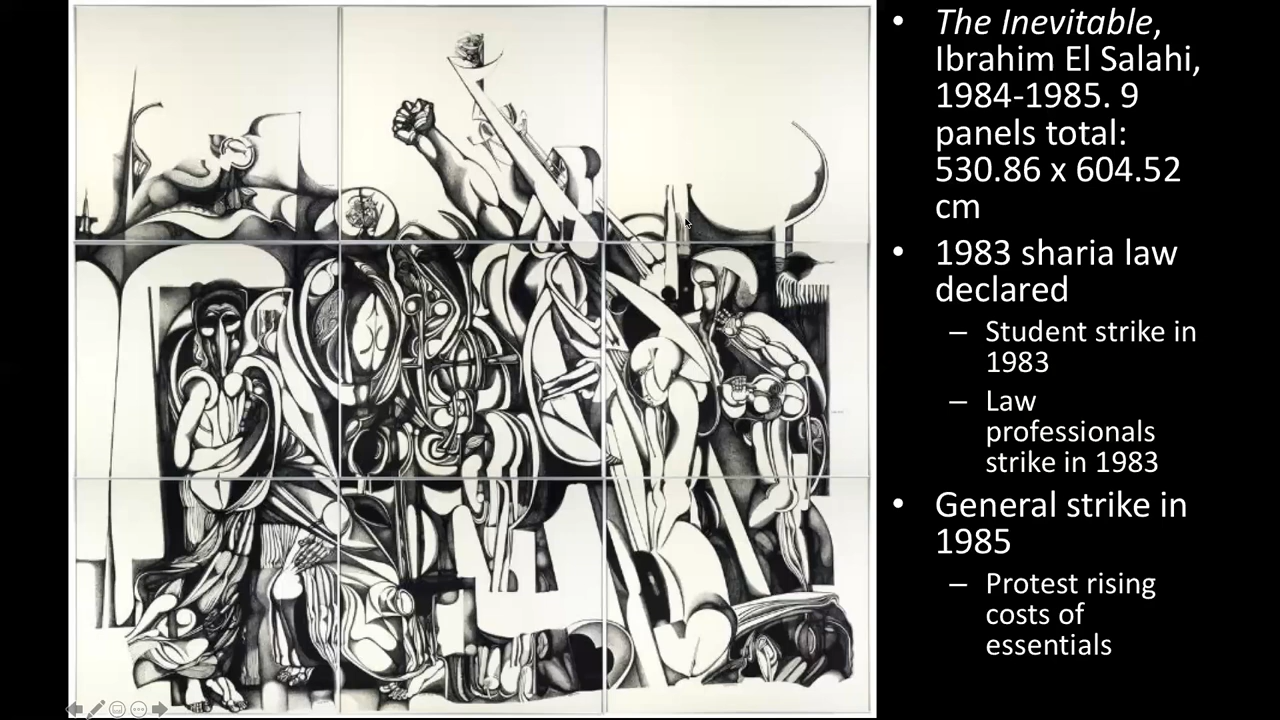 • The Inevitable,
Ibrahim El Salahi,
1984-1985. 9
panels total:
530.86 x 604.52
cm
• 1983 sharia law
declared
– Student strike in
1983
– Law
professionals
strike in 1983
• General strike in
1985
– Protest rising
costs of
essentials